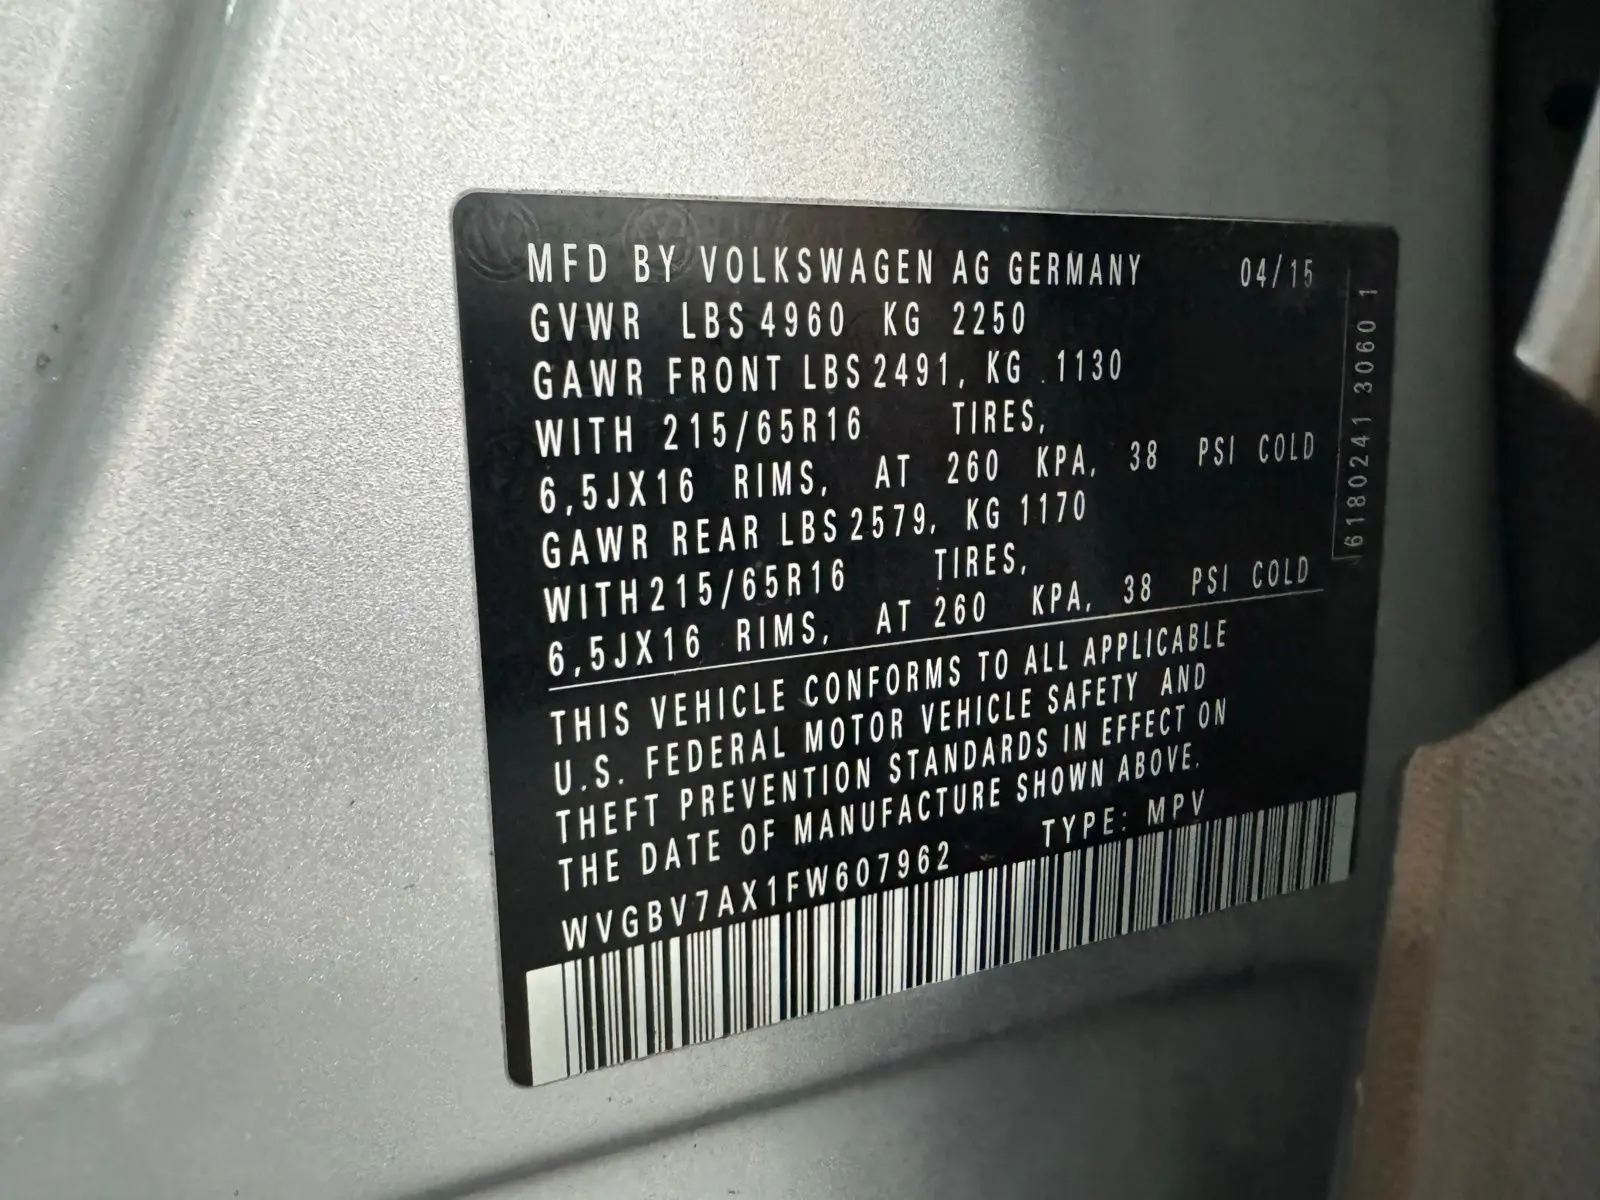 MFD BY VOLKSWAGEN AG GERMANY 04/15
GVWR LBS 4960 KG 2250
GAWR FRONT LBS 2491, KG .1130
WITH 215/65R16 TIRES,
6,5JX16 RIMS, AT 260 KPA, 38 PSI COLD
GAWR REAR LBS 2579, KG 1170
WITH 215/65R16 TIRES,
6,5JX16 RIMS, AT 260 KPA, 38 PSI COLD
THIS VEHICLE CONFORMS TO ALL APPLICABLE
U.S. FEDERAL MOTOR VEHICLE SAFETY AND
THEFT PREVENTION STANDARDS IN EFFECT ON
THE DATE OF MANUFACTURE SHOWN ABOVE.
WVGBV7AX1FW607962 TYPE: MPV
6180241 3060 1